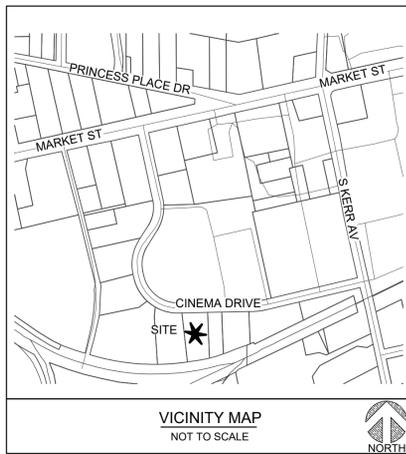 PRINCESS PLACE DR
MARKET ST
MARKET ST
S KERR AV
CINEMA DRIVE
SITE
VICINITY MAP
NOT TO SCALE
NORTH